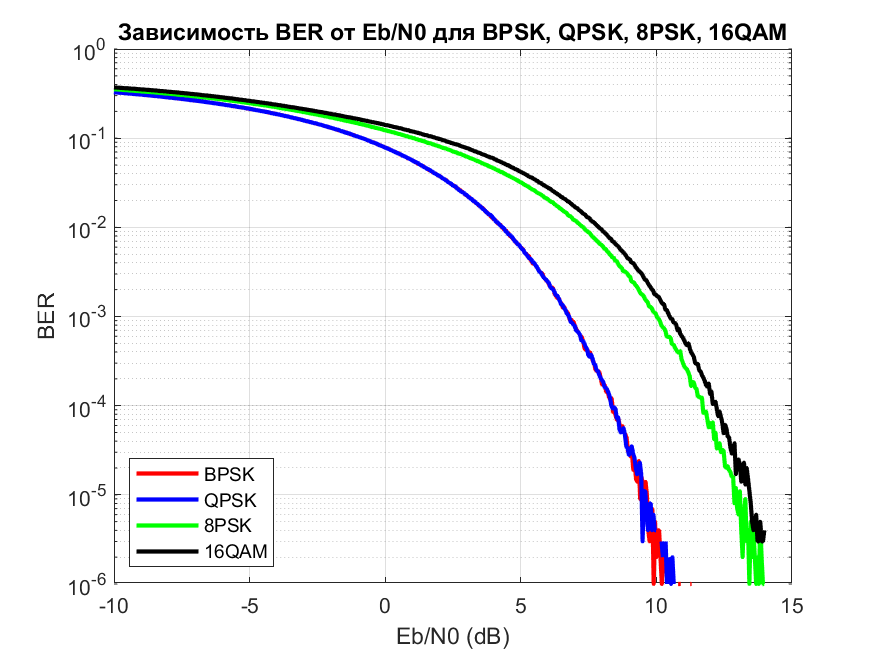 Зависимость BER от Eb/N0 для BPSK, QPSK, 8PSK, 16QAM
10^0
10^-1
10^-2
10^-3
10^-4
10^-5
10^-6
BER
BPSK
QPSK
8PSK
16QAM
-10 -5 0 5 10 15
Eb/N0 (dB)